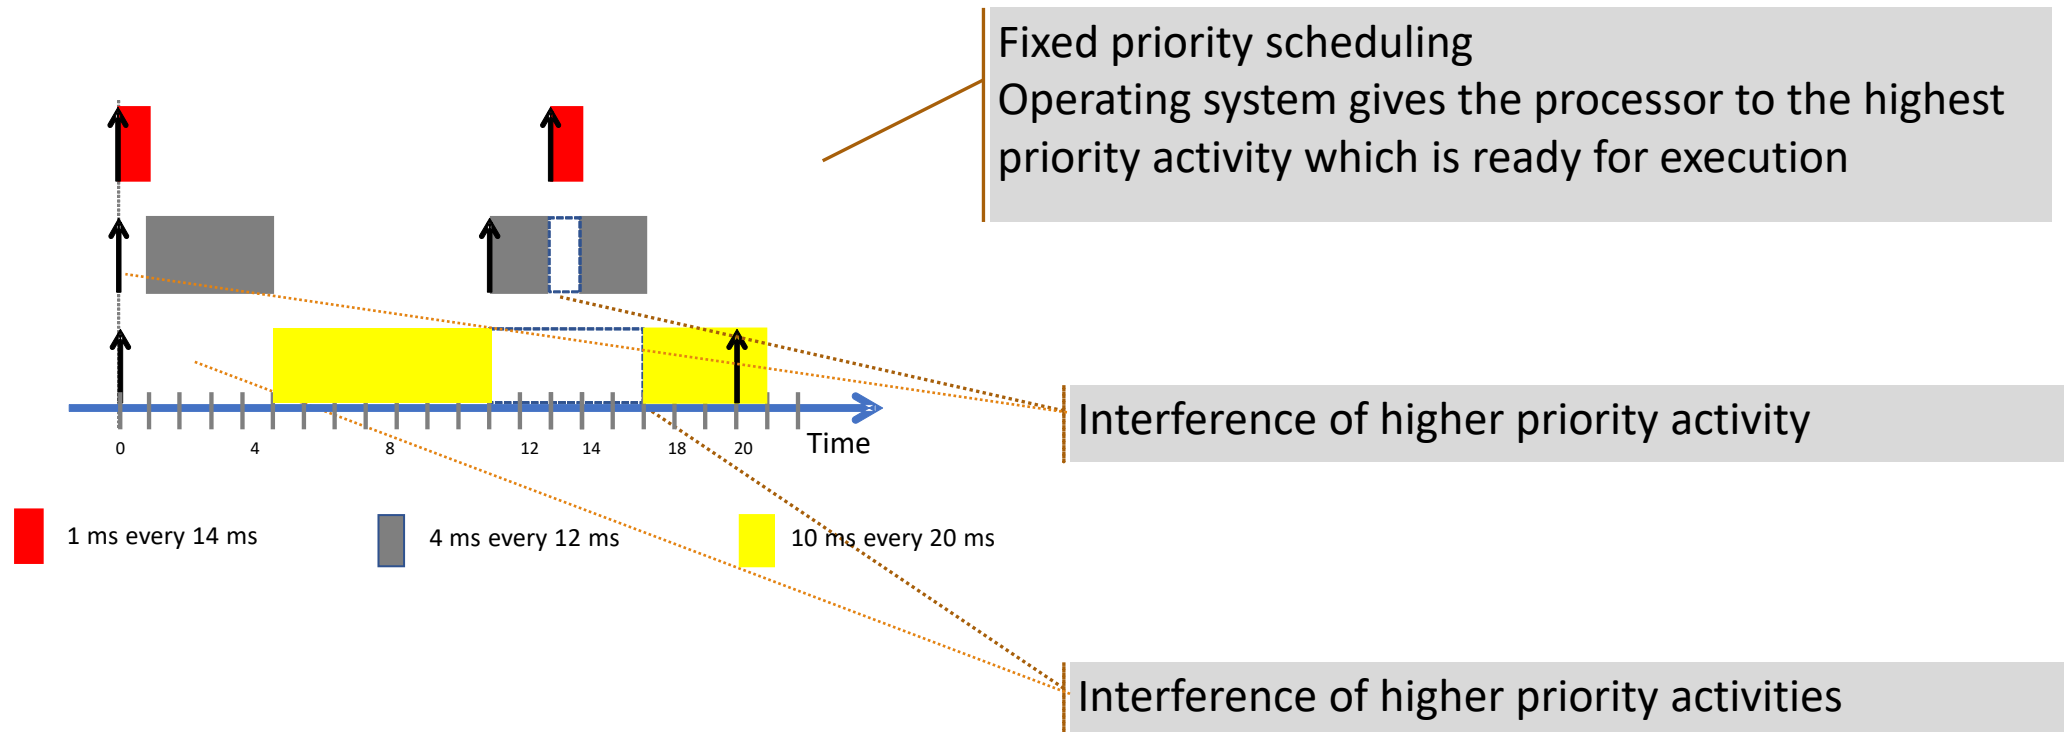 Fixed priority scheduling
Operating system gives the processor to the highest
priority activity which is ready for execution
Interference of higher priority activity
0 4 8 12 14 18 20 Time
1 ms every 14 ms 4 ms every 12 ms 10 ms every 20 ms
Interference of higher priority activities